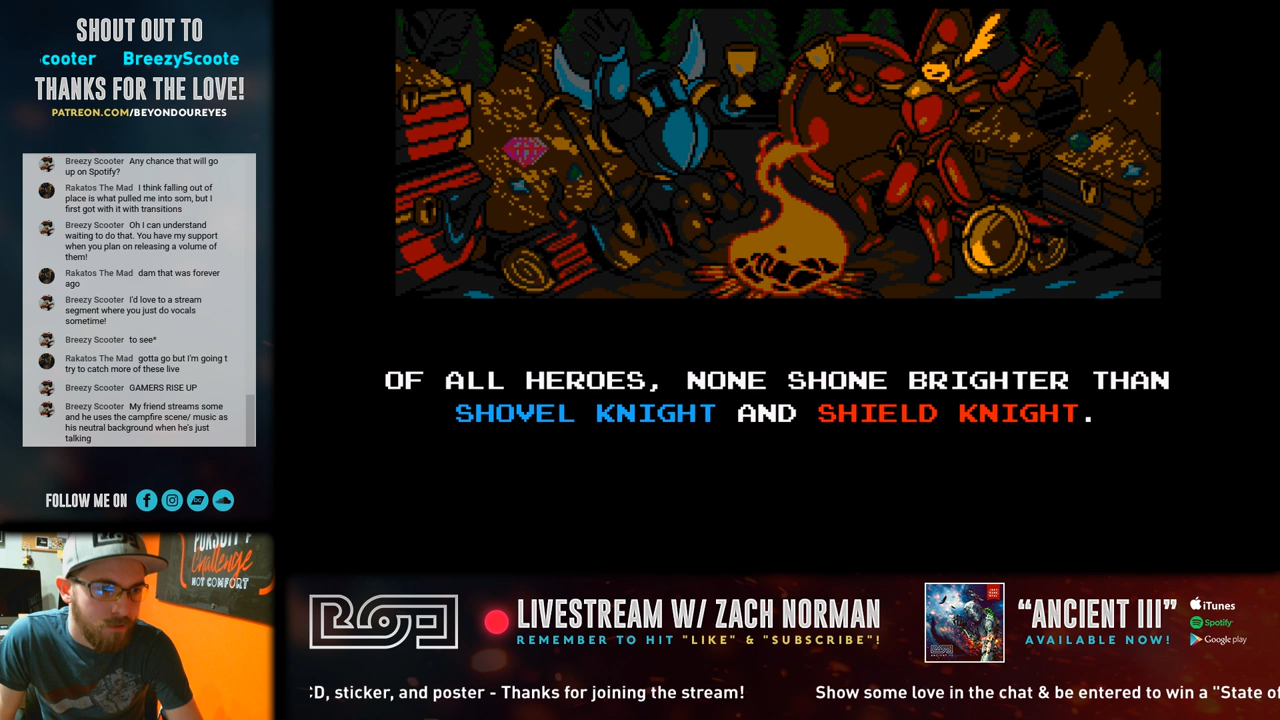 SHOUT OUT TO
cooter BreezyScoote
THANKS FOR THE LOVE!
PATREON.COM/BEYONDOUREYES
Breezy Scooter Any chance that will go
up on Spotify?
Rakatos The Mad I think falling out of
place is what pulled me into som, but I
first got with it with transitions
Breezy Scooter Oh I can understand
waiting to do that. You have my support
when you plan on releasing a volume of
them!
Rakatos The Mad dam that was forever
ago
Breezy Scooter I'd love to a stream
segment where you just do vocals
sometime!
Breezy Scooter to see*
Rakatos The Mad gotta go but I'm going t
try to catch more of these live
Breezy Scooter GAMERS RISE UP
Breezy Scooter My friend streams some
and he uses the campfire scene/ music as
his neutral background when he's just
talking
FOLLOW ME ON
PURSUIT
Challenge
NOT COMFORT
OF ALL HEROES, NONE SHONE BRIGHTER THAN
SHOVEL KNIGHT AND SHIELD KNIGHT.
LIVESTREAM W/ ZACH NORMAN
REMEMBER TO HIT "LIKE" & "SUBSCRIBE"!
"ANCIENT III"
AVAILABLE NOW!
iTunes
Spotify
Google play
CD, sticker, and poster - Thanks for joining the stream! Show some love in the chat & be entered to win a "State of